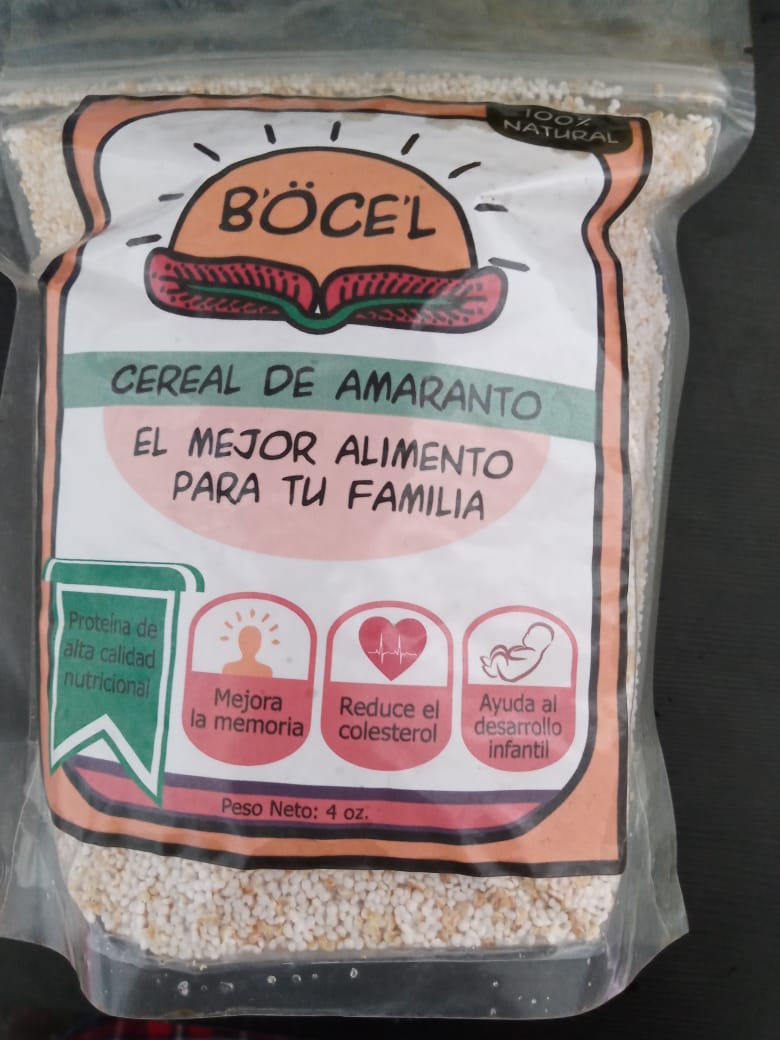 100%
NATURAL
B'ÖCE'L
CEREAL DE AMARANTO
EL MEJOR ALIMENTO
PARA TU FAMILIA
Proteína de
alta calidad
nutricional
Mejora
la memoria
Reduce el
colesterol
Ayuda al
desarrollo
infantil
Peso Neto: 4 oz.